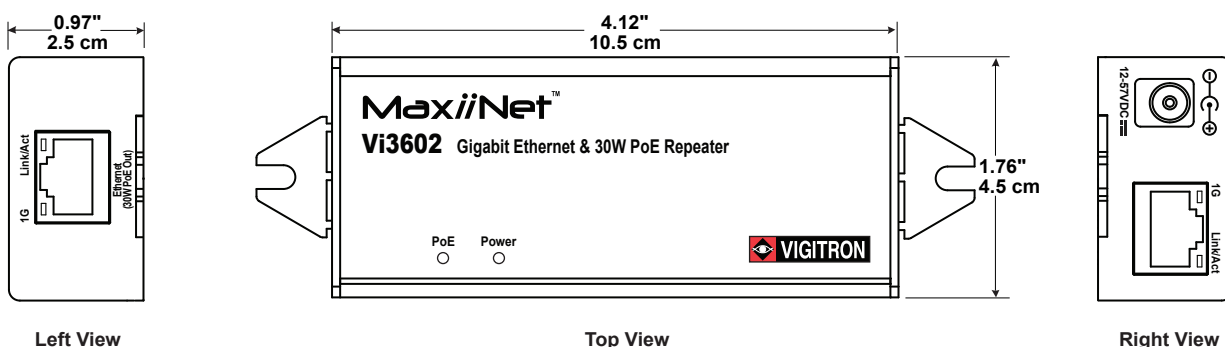 0.97"
2.5 cm
Link/Act
1G
Ethernet
(30W PoE Out)
Left View
4.12"
10.5 cm
MaxiiNet™
Vi3602 Gigabit Ethernet & 30W PoE Repeater
PoE Power
VIGITRON
1.76"
4.5 cm
Top View
12-57VDC
1G
Link/Act
Right View